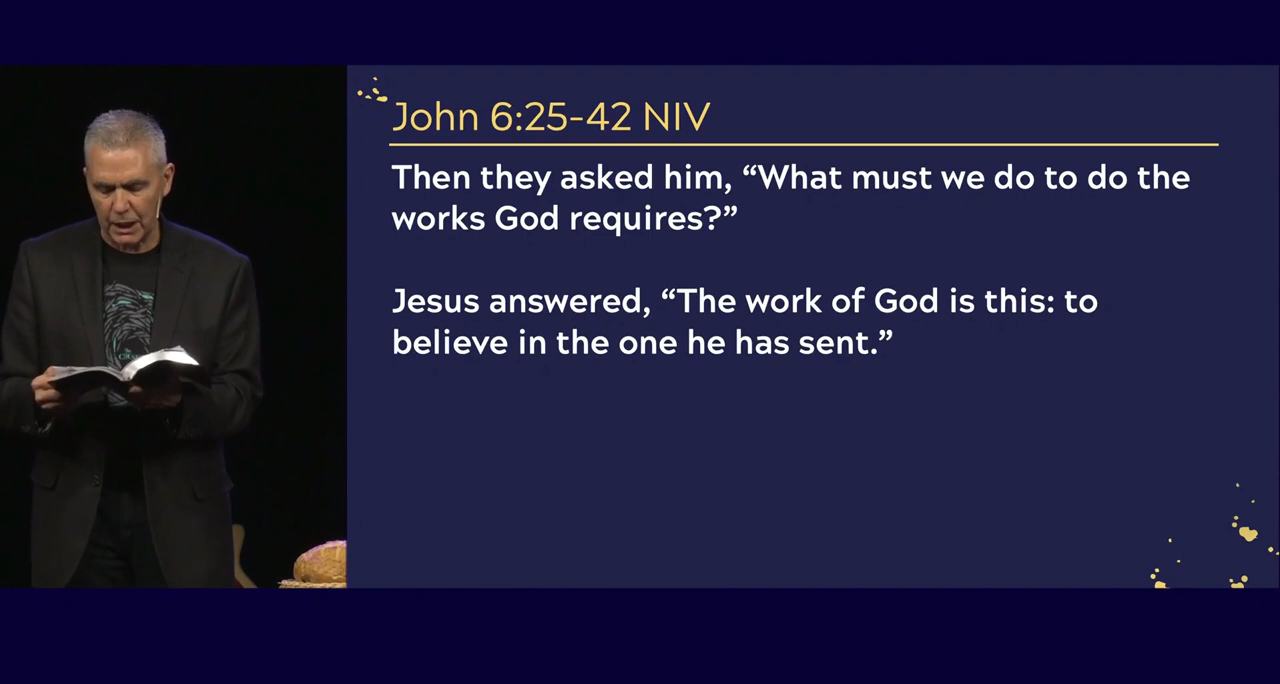 John 6:25-42 NIV
Then they asked him, “What must we do to do the
works God requires?”
Jesus answered, “The work of God is this: to
believe in the one he has sent.”